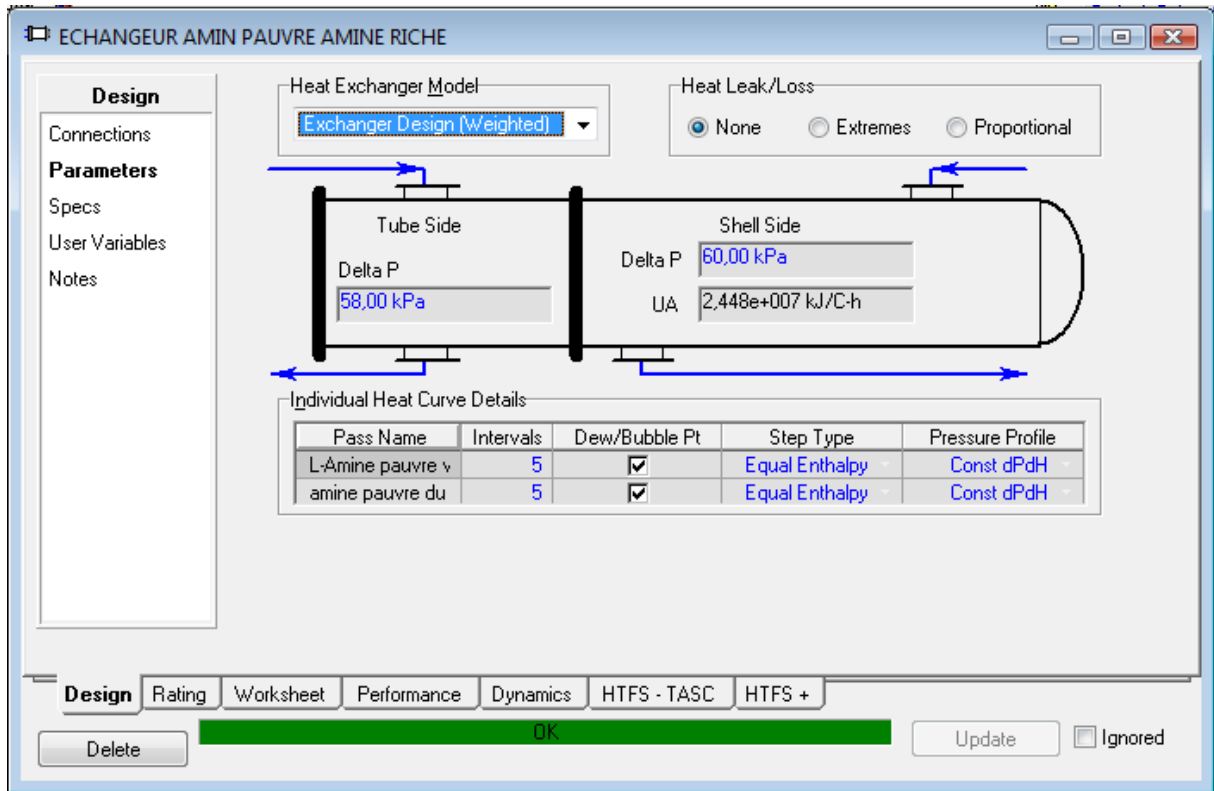 ECHANGEUR AMIN PAUVRE AMINE RICHE
Design
Connections
Parameters
Specs
User Variables
Notes
Heat Exchanger Model
Exchanger Design (Weighted)
Heat Leak/Loss
None Extremes Proportional
Tube Side
Delta P
58,00 kPa
Shell Side
Delta P 60,00 kPa
UA 2,448e+007 kJ/C-h
Individual Heat Curve Details
Pass Name Intervals Dew/Bubble Pt Step Type Pressure Profile
L-Amine pauvre v 5 Equal Enthalpy Const dPdH
amine pauvre du 5 Equal Enthalpy Const dPdH
Design Rating Worksheet Performance Dynamics HTFS - TASC HTFS +
Delete OK Update Ignored